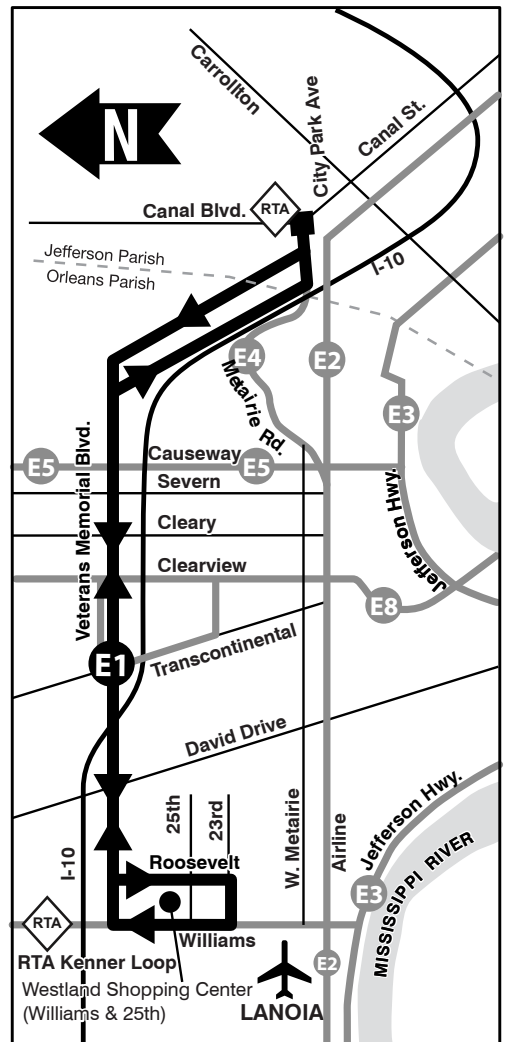 Carrollton
City Park Ave
Canal St.
N
Canal Blvd.
RTA
Jefferson Parish
Orleans Parish
I-10
E4
E2
Metairie Rd.
E3
Veterans Memorial Blvd.
E5
Causeway
E5
Severn
Jefferson Hwy.
Cleary
Clearview
E8
E1
Transcontinental
David Drive
25th
23rd
W. Metairie
Airline
Jefferson Hwy.
I-10
Roosevelt
MISSISSIPPI RIVER
E3
RTA
Williams
RTA Kenner Loop
E2
Westland Shopping Center
(Williams & 25th)
LANOIA